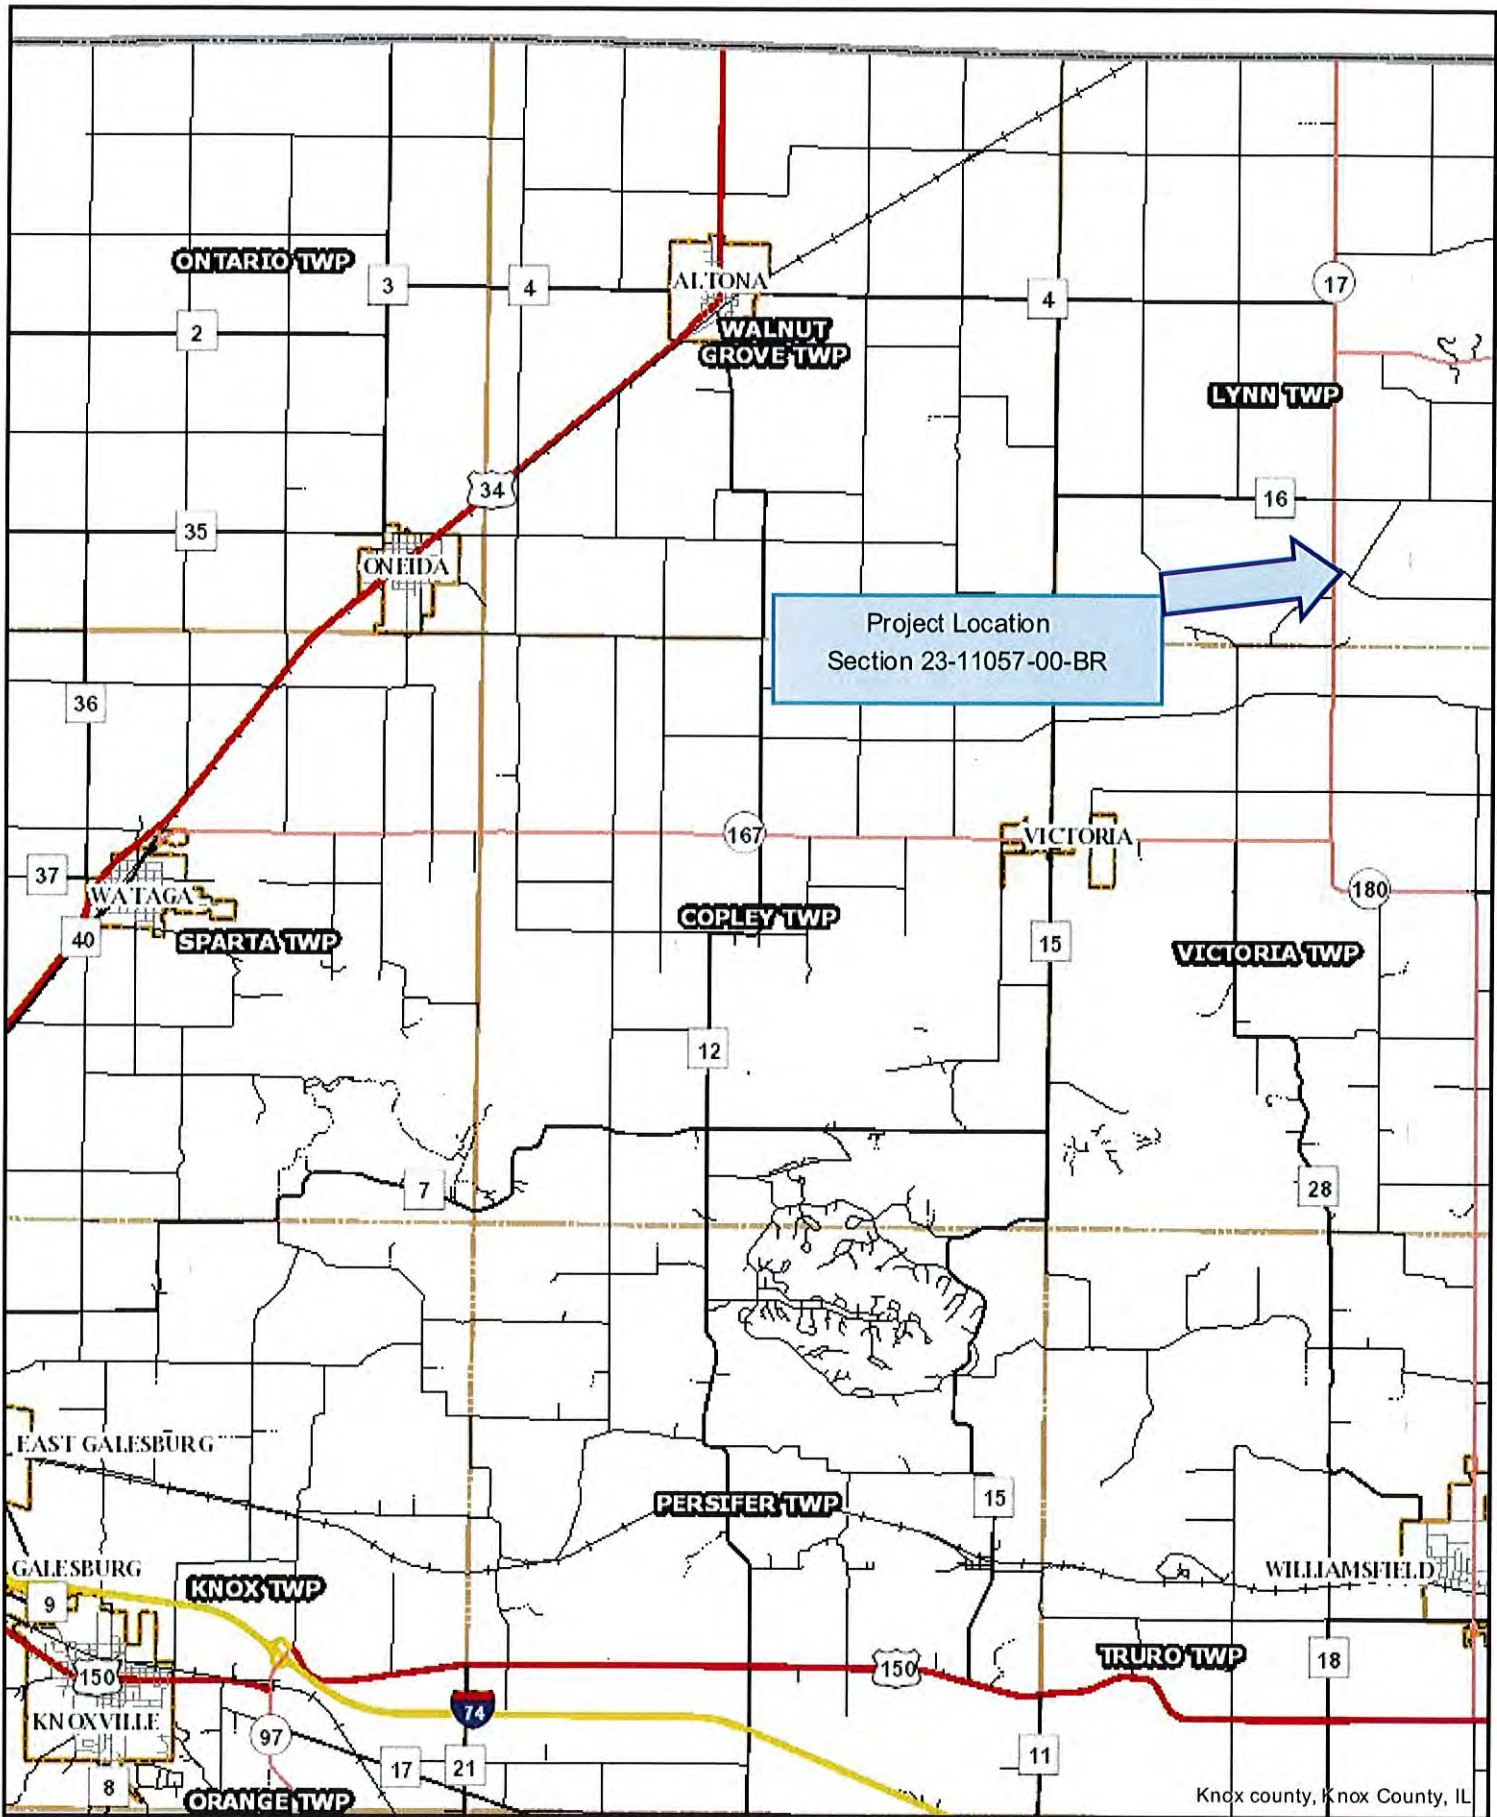 ONTARIO TWP
3
4
ALTONA
4
17
2
WALNUT
GROVE TWP
LYNN TWP
34
16
35
ONEIDA
Project Location
Section 23-11057-00-BR
36
167
VICTORIA
37
WATAGA
180
40
SPARTA TWP
COPLEY TWP
15
VICTORIA TWP
12
7
28
EAST GALESBURG
PERSIFER TWP
15
GALESBURG
WILLIAMSFIELD
9
KNOX TWP
150
150
TRURO TWP
18
KNOXVILLE
74
97
17
21
11
8
ORANGE TWP
Knox county, Knox County, IL